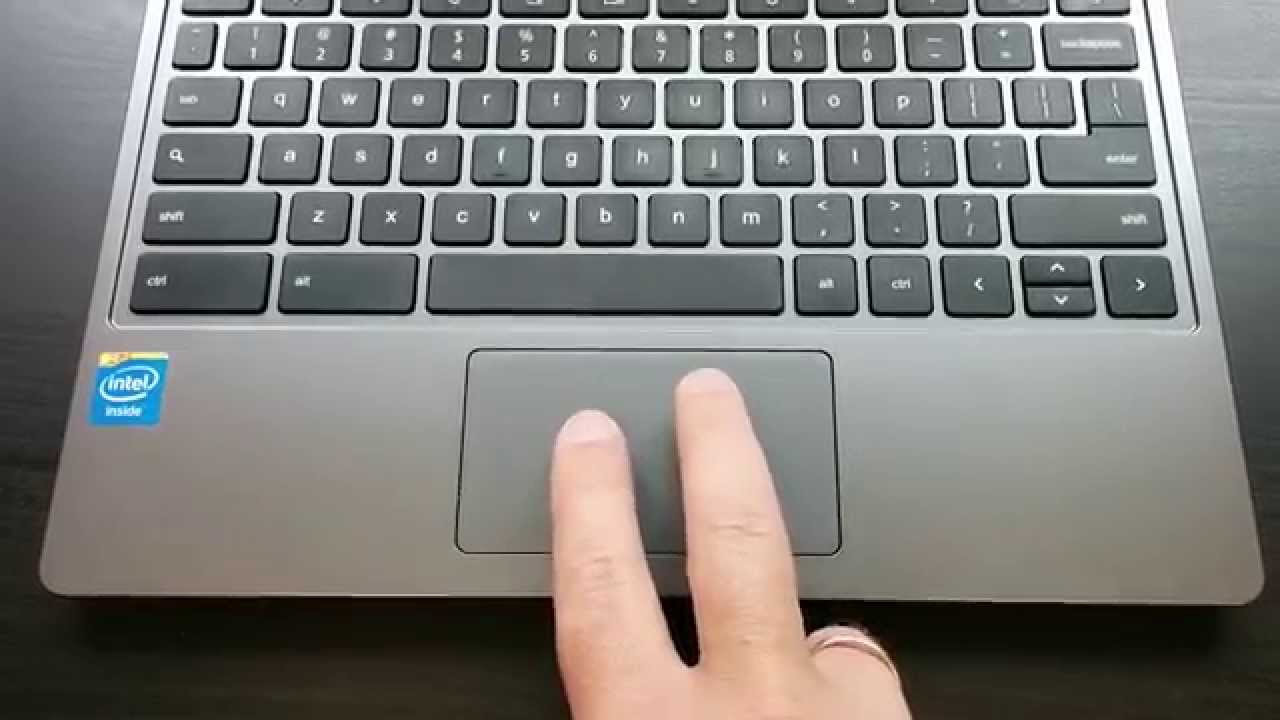 ~ ! @ # $ % ^ & * ( ) — +
` 1 2 3 4 5 6 7 8 9 0 - = backspace
tab q w e r t y u i o p { } |
[ ] \
a s d f g h j k l : " enter
; '
shift z x c v b n m < > ? shift
, . /
ctrl alt alt ctrl < ^ >
intel
inside